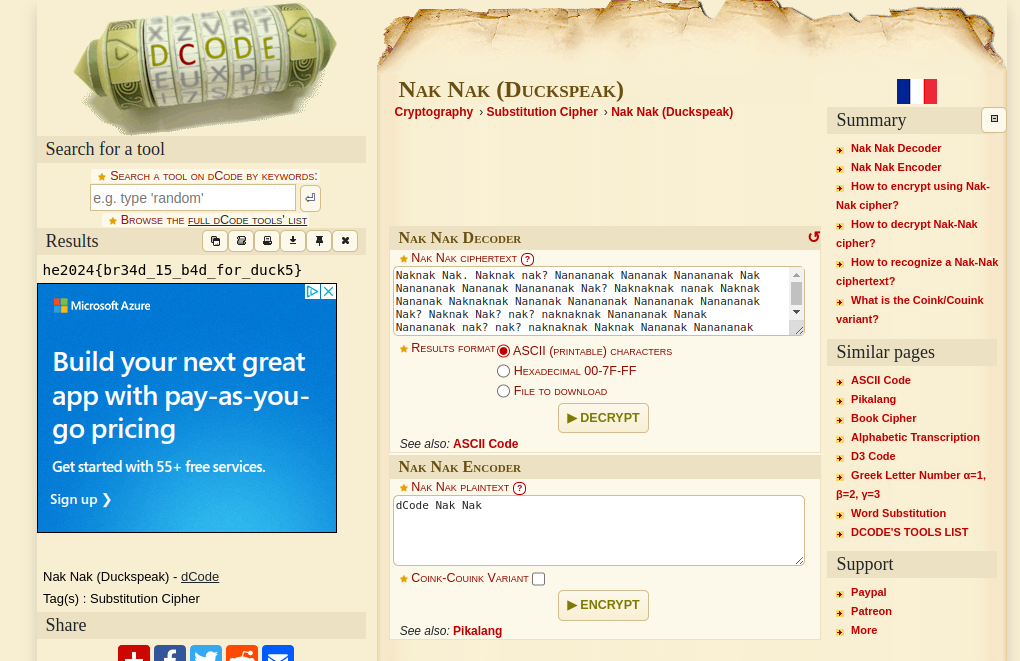 Search for a tool
Search a tool on dCode by keywords:
e.g. type 'random'
Browse the full dCode tools' list
Results
he2024{br34d_15_b4d_for_duck5}
Microsoft Azure
Build your next great
app with pay-as-you-
go pricing
Get started with 55+ free services.
Sign up ❯
Nak Nak (Duckspeak) - dCode
Tag(s) : Substitution Cipher
Share
Nak Nak (Duckspeak)
Cryptography › Substitution Cipher › Nak Nak (Duckspeak)
Nak Nak Decoder
Nak Nak ciphertext ?
Naknak Nak. Naknak nak? Nanananak Nananak Nanananak Nak
Nanananak Nananak Nanananak Nak? Naknaknak nanak Naknak
Nananak Naknaknak Nananak Nanananak Nanananak Nanananak
Nak? Naknak Nak? nak? naknaknak Nanananak Nanak
Nanananak nak? nak? naknaknak Naknak Nananak Nanananak
Results format ASCII (printable) characters
Hexadecimal 00-7F-FF
File to download
▶ DECRYPT
See also: ASCII Code
Nak Nak Encoder
Nak Nak plaintext ?
dCode Nak Nak
Coink-Couink Variant
▶ ENCRYPT
See also: Pikalang
Summary
Nak Nak Decoder
Nak Nak Encoder
How to encrypt using Nak-
Nak cipher?
How to decrypt Nak-Nak
cipher?
How to recognize a Nak-Nak
ciphertext?
What is the Coink/Couink
variant?
Similar pages
ASCII Code
Pikalang
Book Cipher
Alphabetic Transcription
D3 Code
Greek Letter Number α=1,
β=2, γ=3
Word Substitution
DCODE'S TOOLS LIST
Support
Paypal
Patreon
More